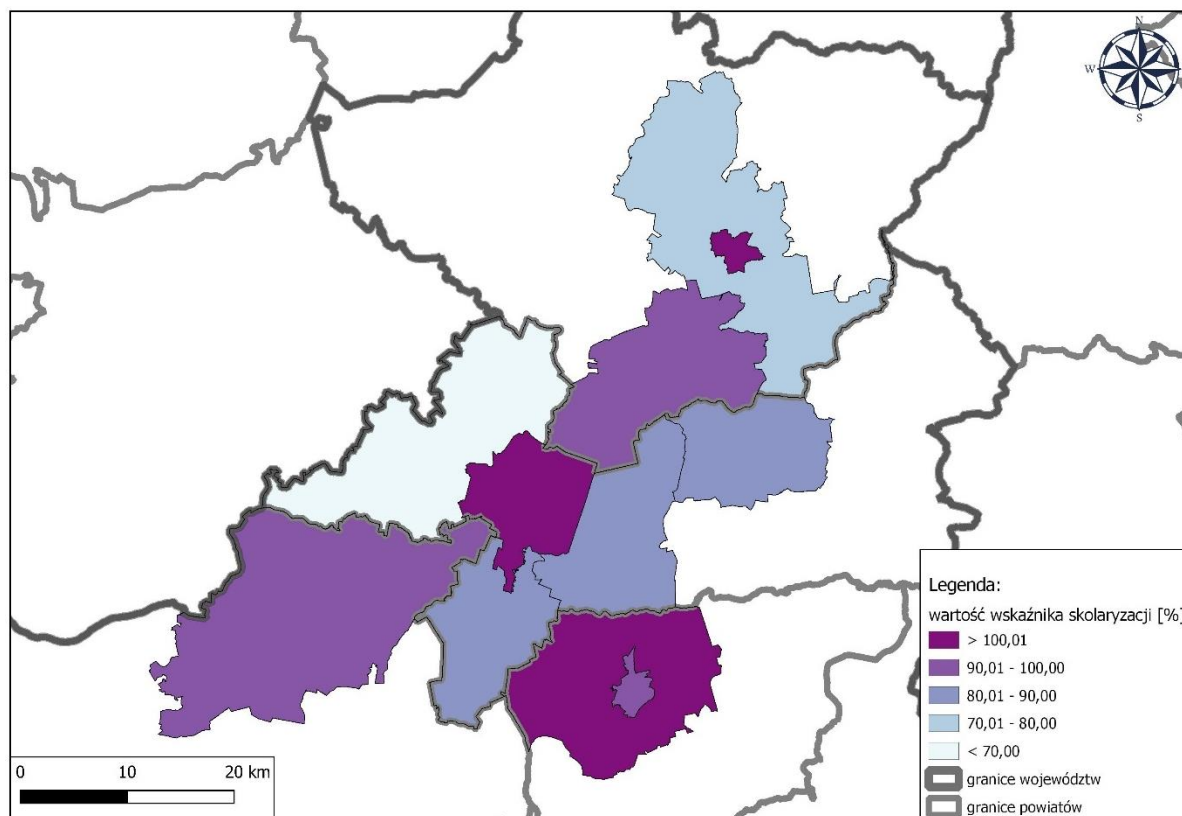 N
W
S
Legenda:
wartość wskaźnika skolaryzacji [%]
> 100,01
90,01 - 100,00
80,01 - 90,00
70,01 - 80,00
< 70,00
granice województw
granice powiatów
0 10 20 km